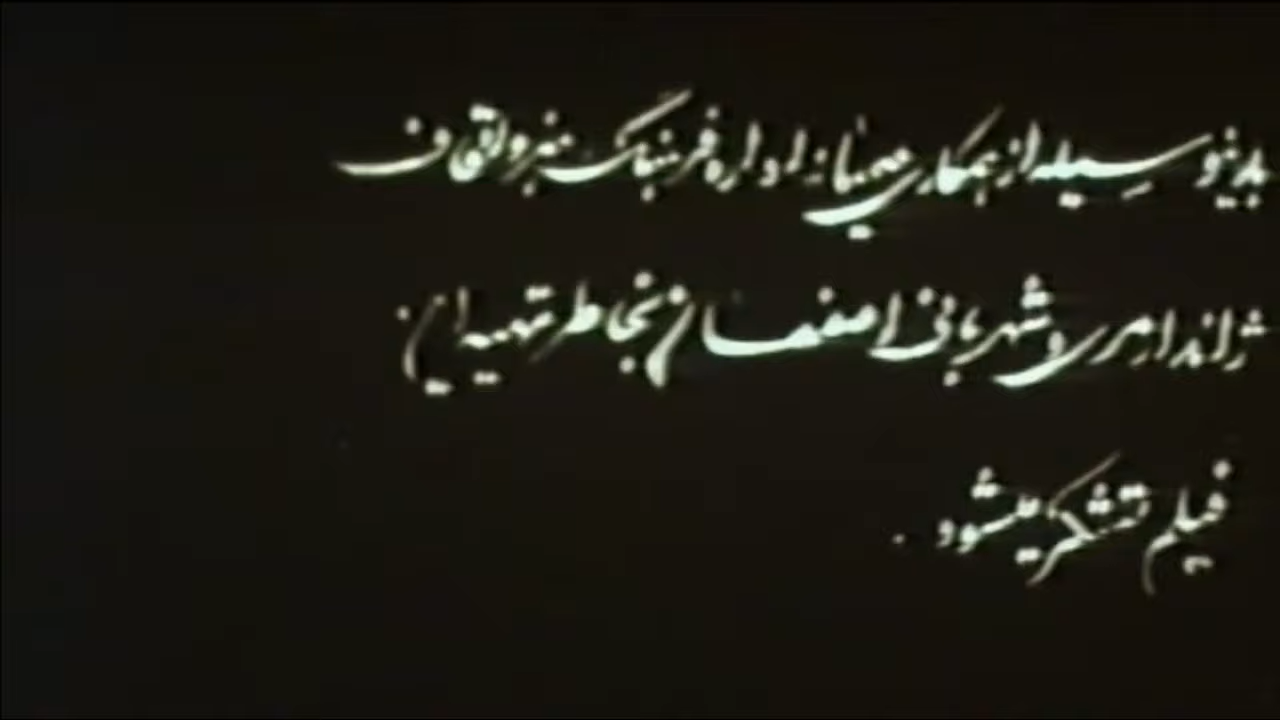 بدینوسیله از همکاری صمیمانه اداره فرهنگ هنر و اوقاف
ژاندارمری و شهربانی اصفهان بخاطر تهیه این
فیلم تشکر میشود .